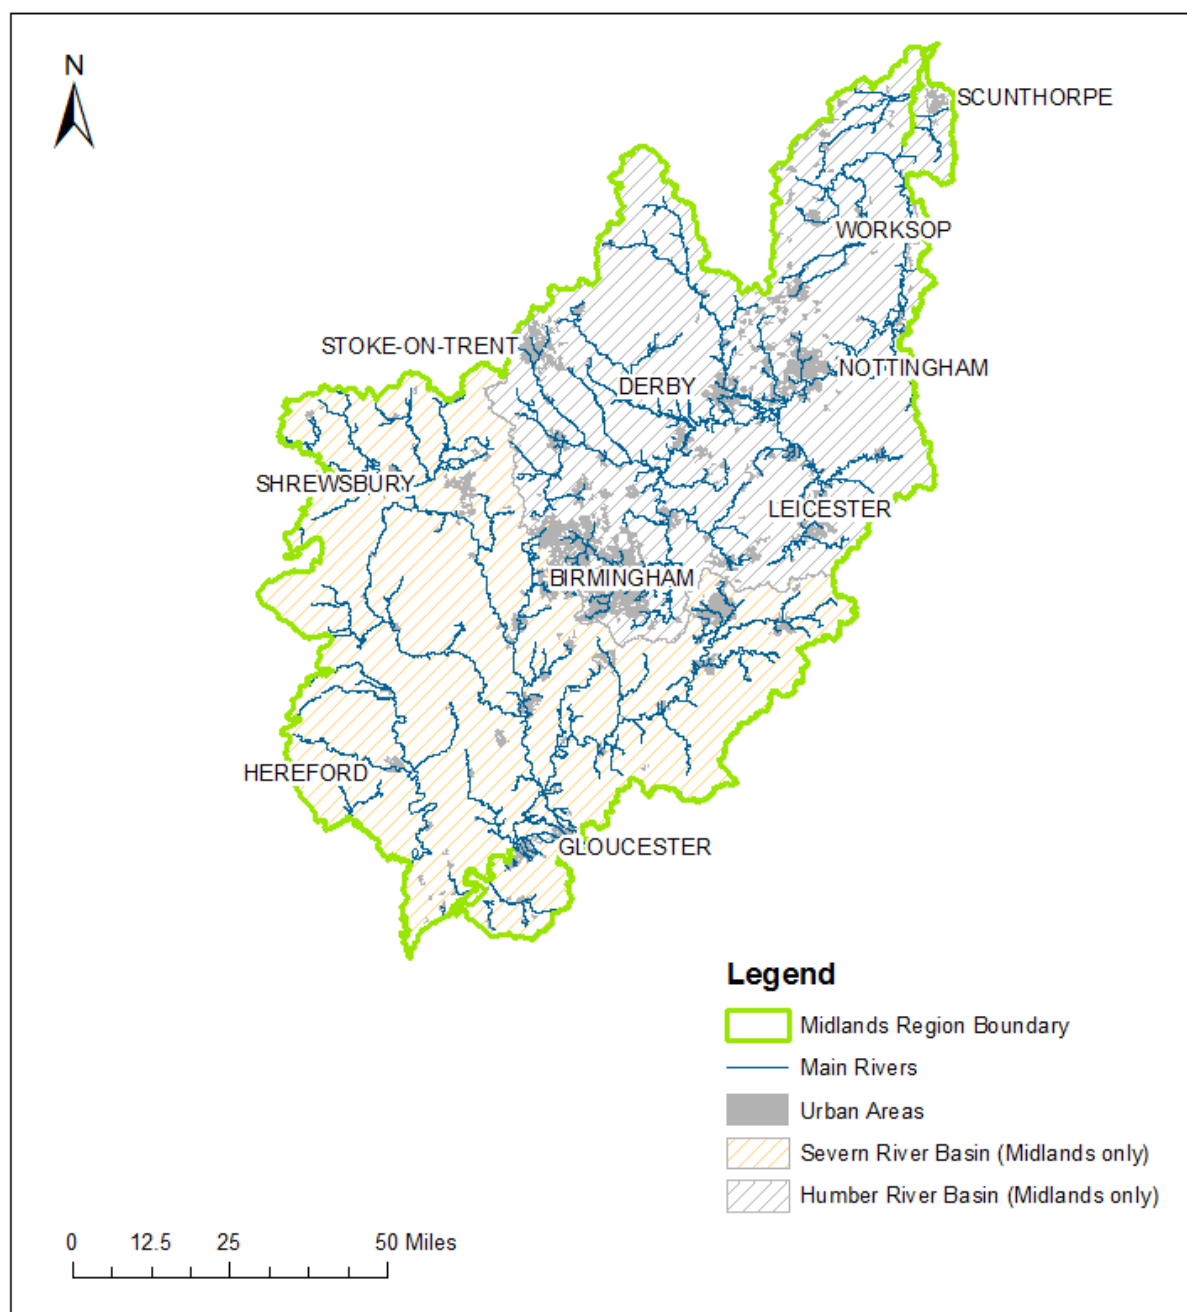 N
SCUNTHORPE
WORKSOP
STOKE-ON-TRENT
NOTTINGHAM
DERBY
SHREWSBURY
LEICESTER
BIRMINGHAM
HEREFORD
GLOUCESTER
Legend
Midlands Region Boundary
Main Rivers
Urban Areas
Severn River Basin (Midlands only)
Humber River Basin (Midlands only)
0 12.5 25 50 Miles